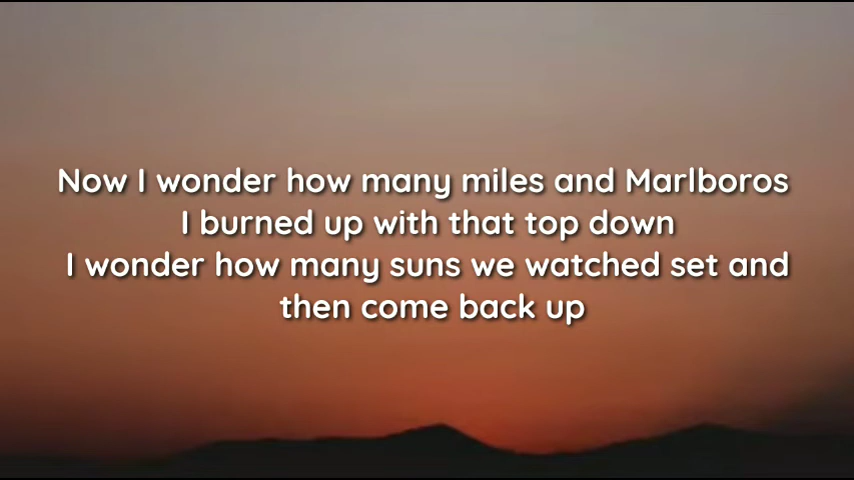 Now I wonder how many miles and Marlboros
I burned up with that top down
I wonder how many suns we watched set and
then come back up